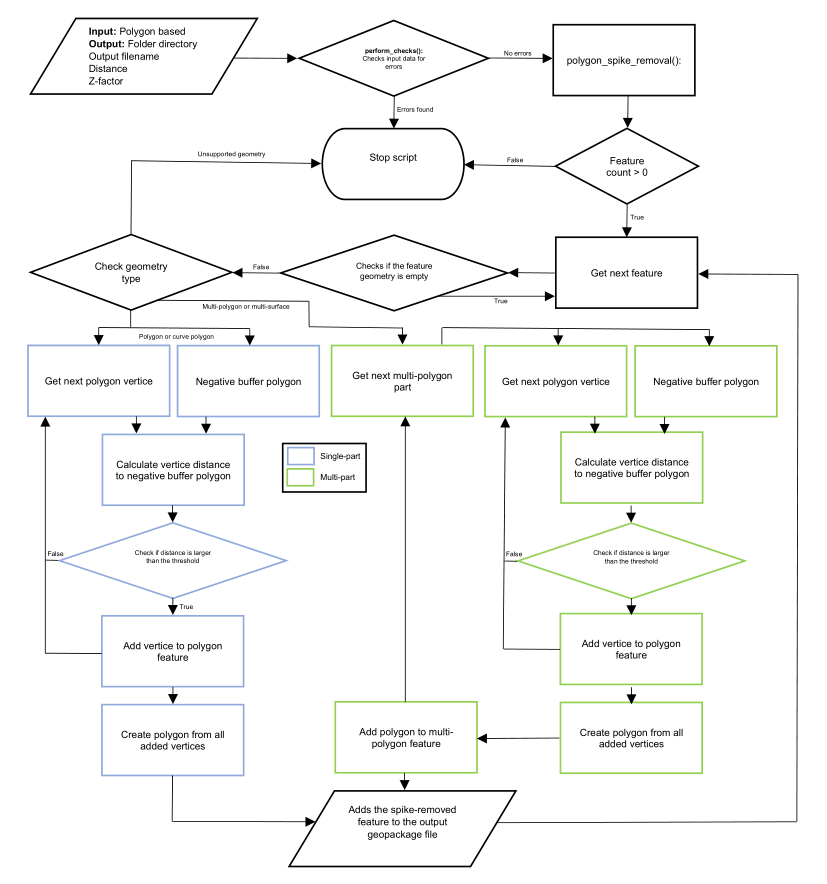 Input: Polygon based
Output: Folder directory
Output filename
Distance
Z-factor
perform_checks():
Checks input data for
errors
No errors
polygon_spike_removal():
Errors found
Unsupported geometry
Stop script
False
Feature
count > 0
True
Check geometry
type
False
Checks if the feature
geometry is empty
Get next feature
True
Multi-polygon or multi-surface
Polygon or curve polygon
Get next polygon vertice
Negative buffer polygon
Get next multi-polygon
part
Get next polygon vertice
Negative buffer polygon
Calculate vertice distance
to negative buffer polygon
Single-part
Multi-part
Calculate vertice distance
to negative buffer polygon
False
Check if distance is larger
than the threshold
False
Check if distance is larger
than the threshold
True
Add vertice to polygon
feature
Add vertice to polygon
feature
Create polygon from all
added vertices
Add polygon to multi-
polygon feature
Create polygon from all
added vertices
Adds the spike-removed
feature to the output
geopackage file